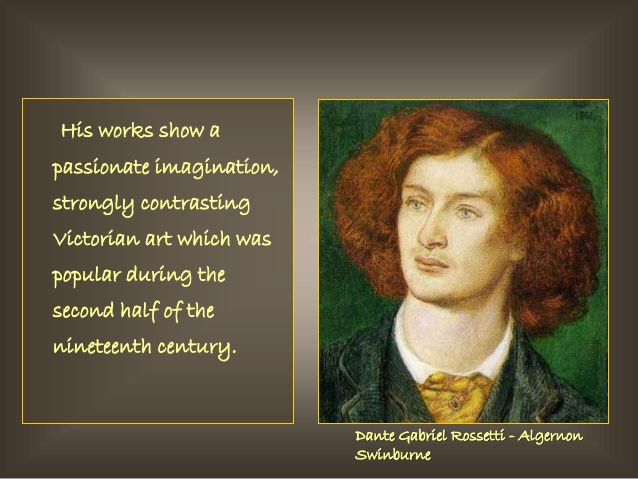 His works show a
passionate imagination,
strongly contrasting
Victorian art which was
popular during the
second half of the
nineteenth century.
1861
Dante Gabriel Rossetti - Algernon
Swinburne